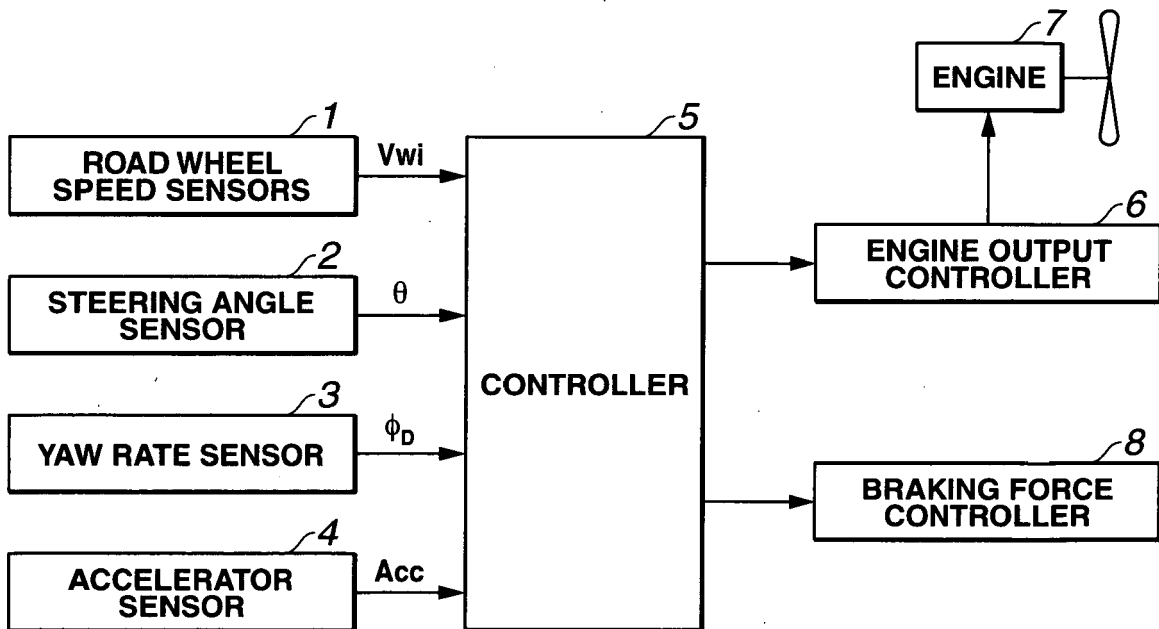 7
ENGINE
1
ROAD WHEEL
SPEED SENSORS
Vwi
5
CONTROLLER
6
ENGINE OUTPUT
CONTROLLER
2
STEERING ANGLE
SENSOR
θ
3
YAW RATE SENSOR
ϕD
8
BRAKING FORCE
CONTROLLER
4
ACCELERATOR
SENSOR
Acc